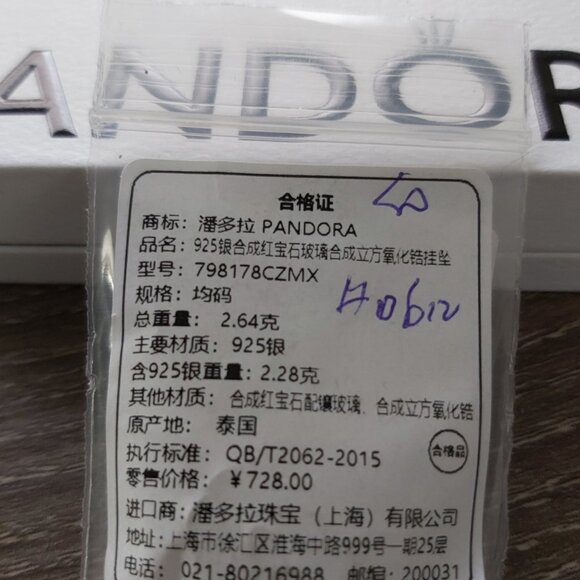 ANDOR
合格证
商标：潘多拉 PANDORA
品名：925银合成红宝石玻璃合成立方氧化锆挂坠
型号：798178CZMX
规格：均码
总重量： 2.64克
主要材质：925银
含925银重量：2.28克
其他材质： 合成红宝石配镶玻璃、合成立方氧化锆
原产地： 泰国
执行标准： QB/T2062-2015
合格品
零售价格：￥728.00
进口商：潘多拉珠宝（上海）有限公司
地址:上海市徐汇区淮海中路999号一期25层
电话： 021-80216988 邮编：200031